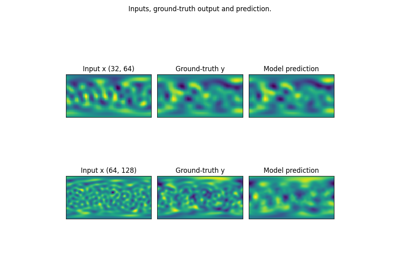 Inputs, ground-truth output and prediction.
Input x (32, 64) Ground-truth y Model prediction
Input x (64, 128) Ground-truth y Model prediction